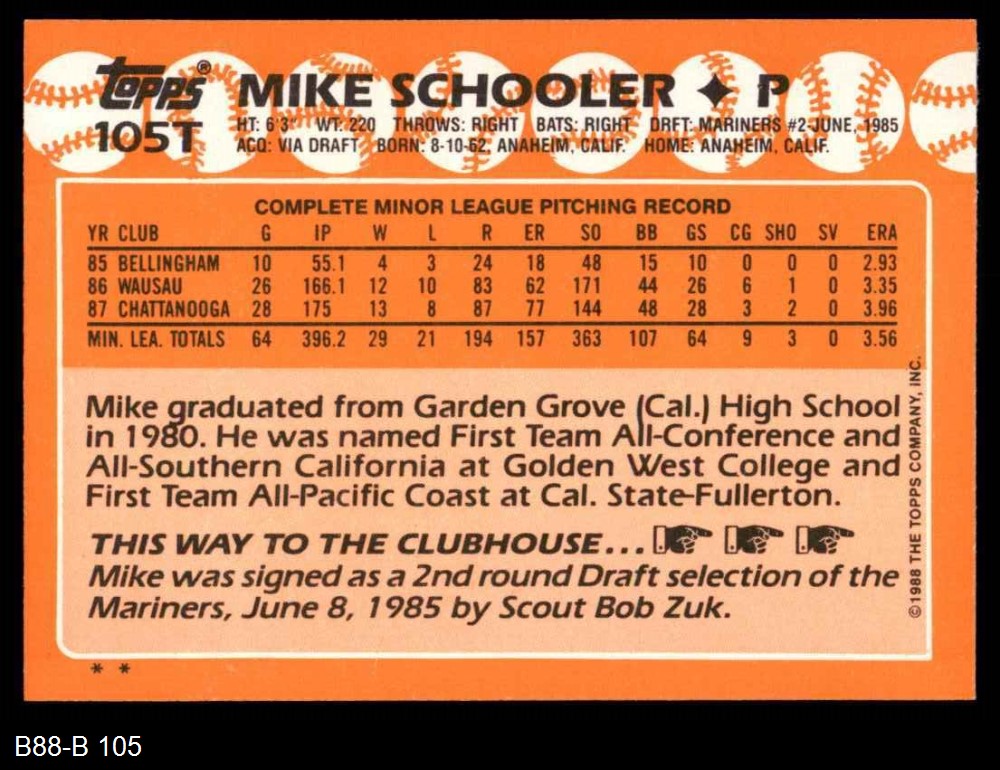 topps® MIKE SCHOOLER ✦ P
105T HT: 6'3" WT: 220 THROWS: RIGHT BATS: RIGHT DRFT: MARINERS #2-JUNE, 1985
ACQ: VIA DRAFT BORN: 8-10-62, ANAHEIM, CALIF. HOME: ANAHEIM, CALIF.
COMPLETE MINOR LEAGUE PITCHING RECORD
YR CLUB G IP W L R ER SO BB GS CG SHO SV ERA
85 BELLINGHAM 10 55.1 4 3 24 18 48 15 10 0 0 0 2.93
86 WAUSAU 26 166.1 12 10 83 62 171 44 26 6 1 0 3.35
87 CHATTANOOGA 28 175 13 8 87 77 144 48 28 3 2 0 3.96
MIN. LEA. TOTALS 64 396.2 29 21 194 157 363 107 64 9 3 0 3.56
Mike graduated from Garden Grove (Cal.) High School
in 1980. He was named First Team All-Conference and
All-Southern California at Golden West College and
First Team All-Pacific Coast at Cal. State-Fullerton.
THIS WAY TO THE CLUBHOUSE...
Mike was signed as a 2nd round Draft selection of the
Mariners, June 8, 1985 by Scout Bob Zuk.
©1988 THE TOPPS COMPANY, INC.
* *
B88-B 105